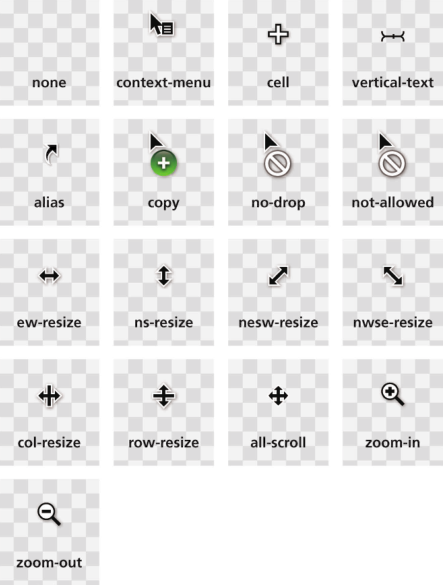 none
context-menu
cell
vertical-text
alias
copy
no-drop
not-allowed
ew-resize
ns-resize
nesw-resize
nwse-resize
col-resize
row-resize
all-scroll
zoom-in
zoom-out